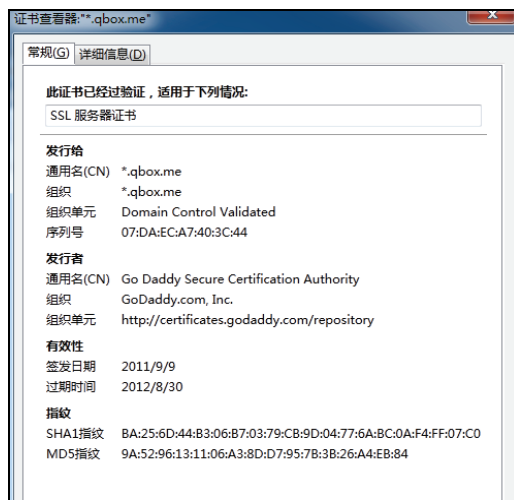 证书查看器:"*.qbox.me"
常规(G) 详细信息(D)
此证书已经过验证，适用于下列情况:
SSL 服务器证书
发行给
通用名(CN) *.qbox.me
组织 *.qbox.me
组织单元 Domain Control Validated
序列号 07:DA:EC:A7:40:3C:44
发行者
通用名(CN) Go Daddy Secure Certification Authority
组织 GoDaddy.com, Inc.
组织单元 http://certificates.godaddy.com/repository
有效性
签发日期 2011/9/9
过期时间 2012/8/30
指纹
SHA1指纹 BA:25:6D:44:B3:06:B7:03:79:CB:9D:04:77:6A:BC:0A:F4:FF:07:C0
MD5指纹 9A:52:96:13:11:06:A3:8D:D7:95:7B:3B:26:A4:EB:84